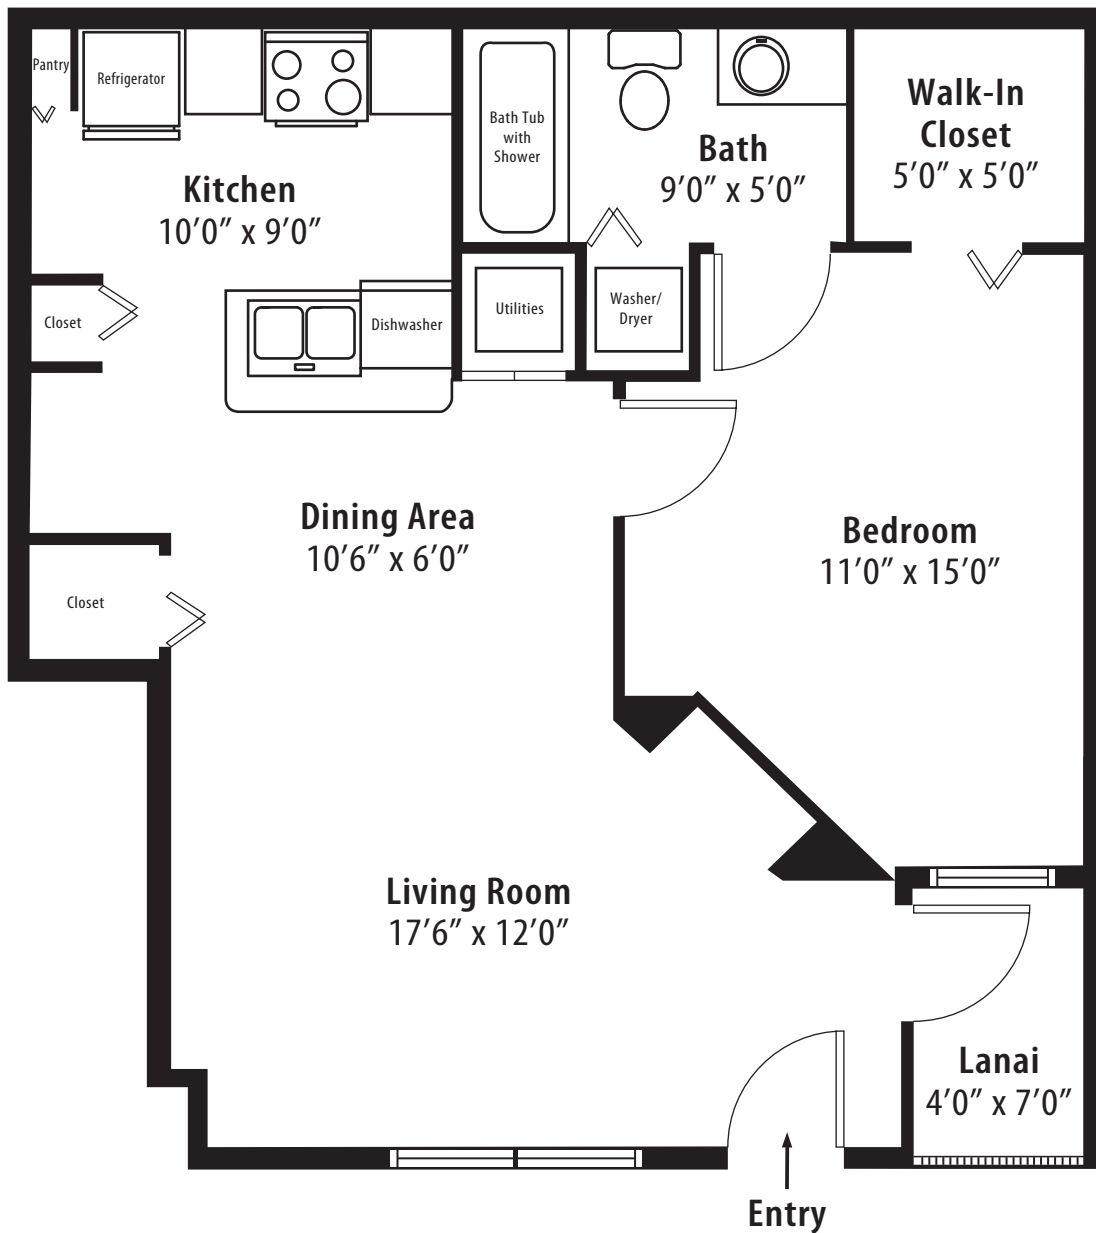 Pantry
Refrigerator
Kitchen
10’0” x 9’0”
Bath Tub
with
Shower
Bath
9’0” x 5’0”
Walk-In
Closet
5’0” x 5’0”
Closet
Dishwasher
Utilities
Washer/
Dryer
Dining Area
10’6” x 6’0”
Bedroom
11’0” x 15’0”
Closet
Living Room
17’6” x 12’0”
Lanai
4’0” x 7’0”
Entry